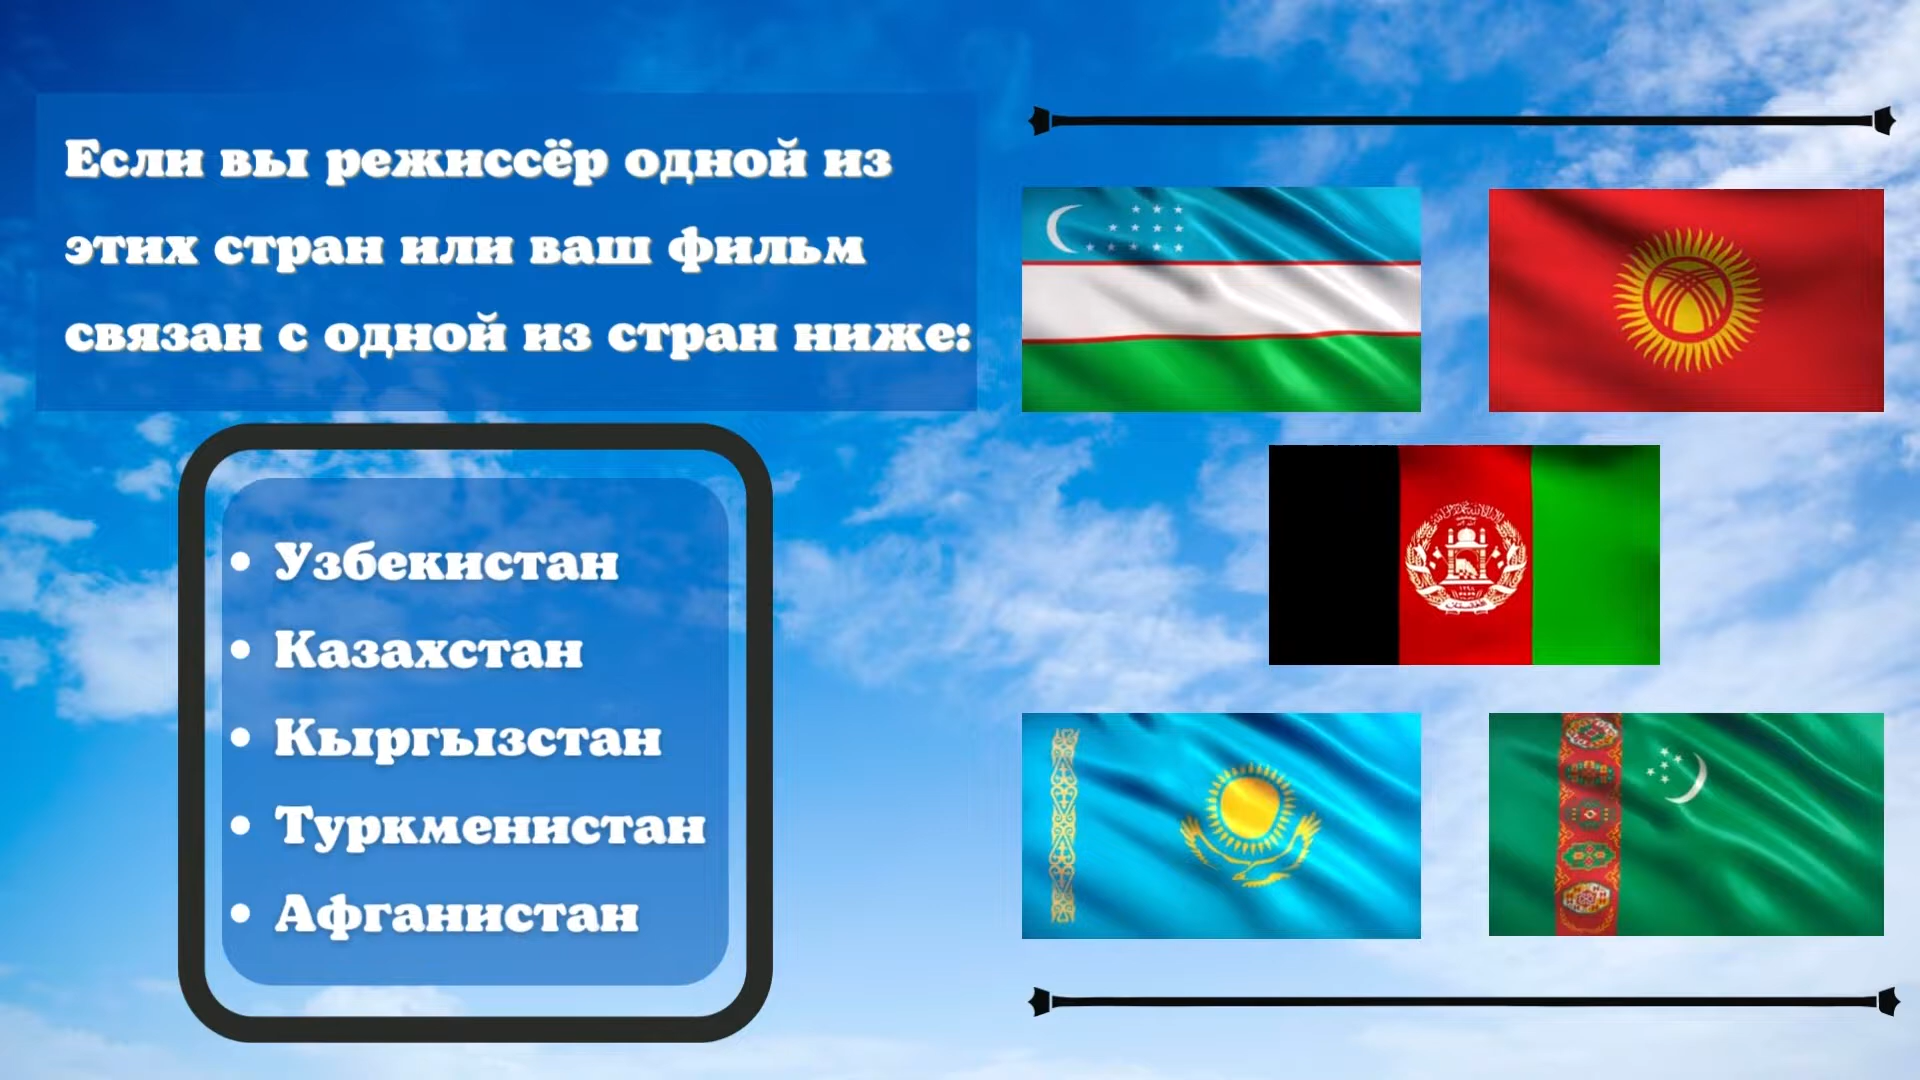 Если вы режиссёр одной из
этих стран или ваш фильм
связан с одной из стран ниже:
• Узбекистан
• Казахстан
• Кыргызстан
• Туркменистан
• Афганистан